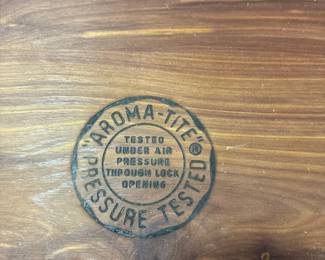 "AROMA-TITE"®
TESTED
UNDER AIR
PRESSURE
THROUGH LOCK
OPENING
PRESSURE TESTED